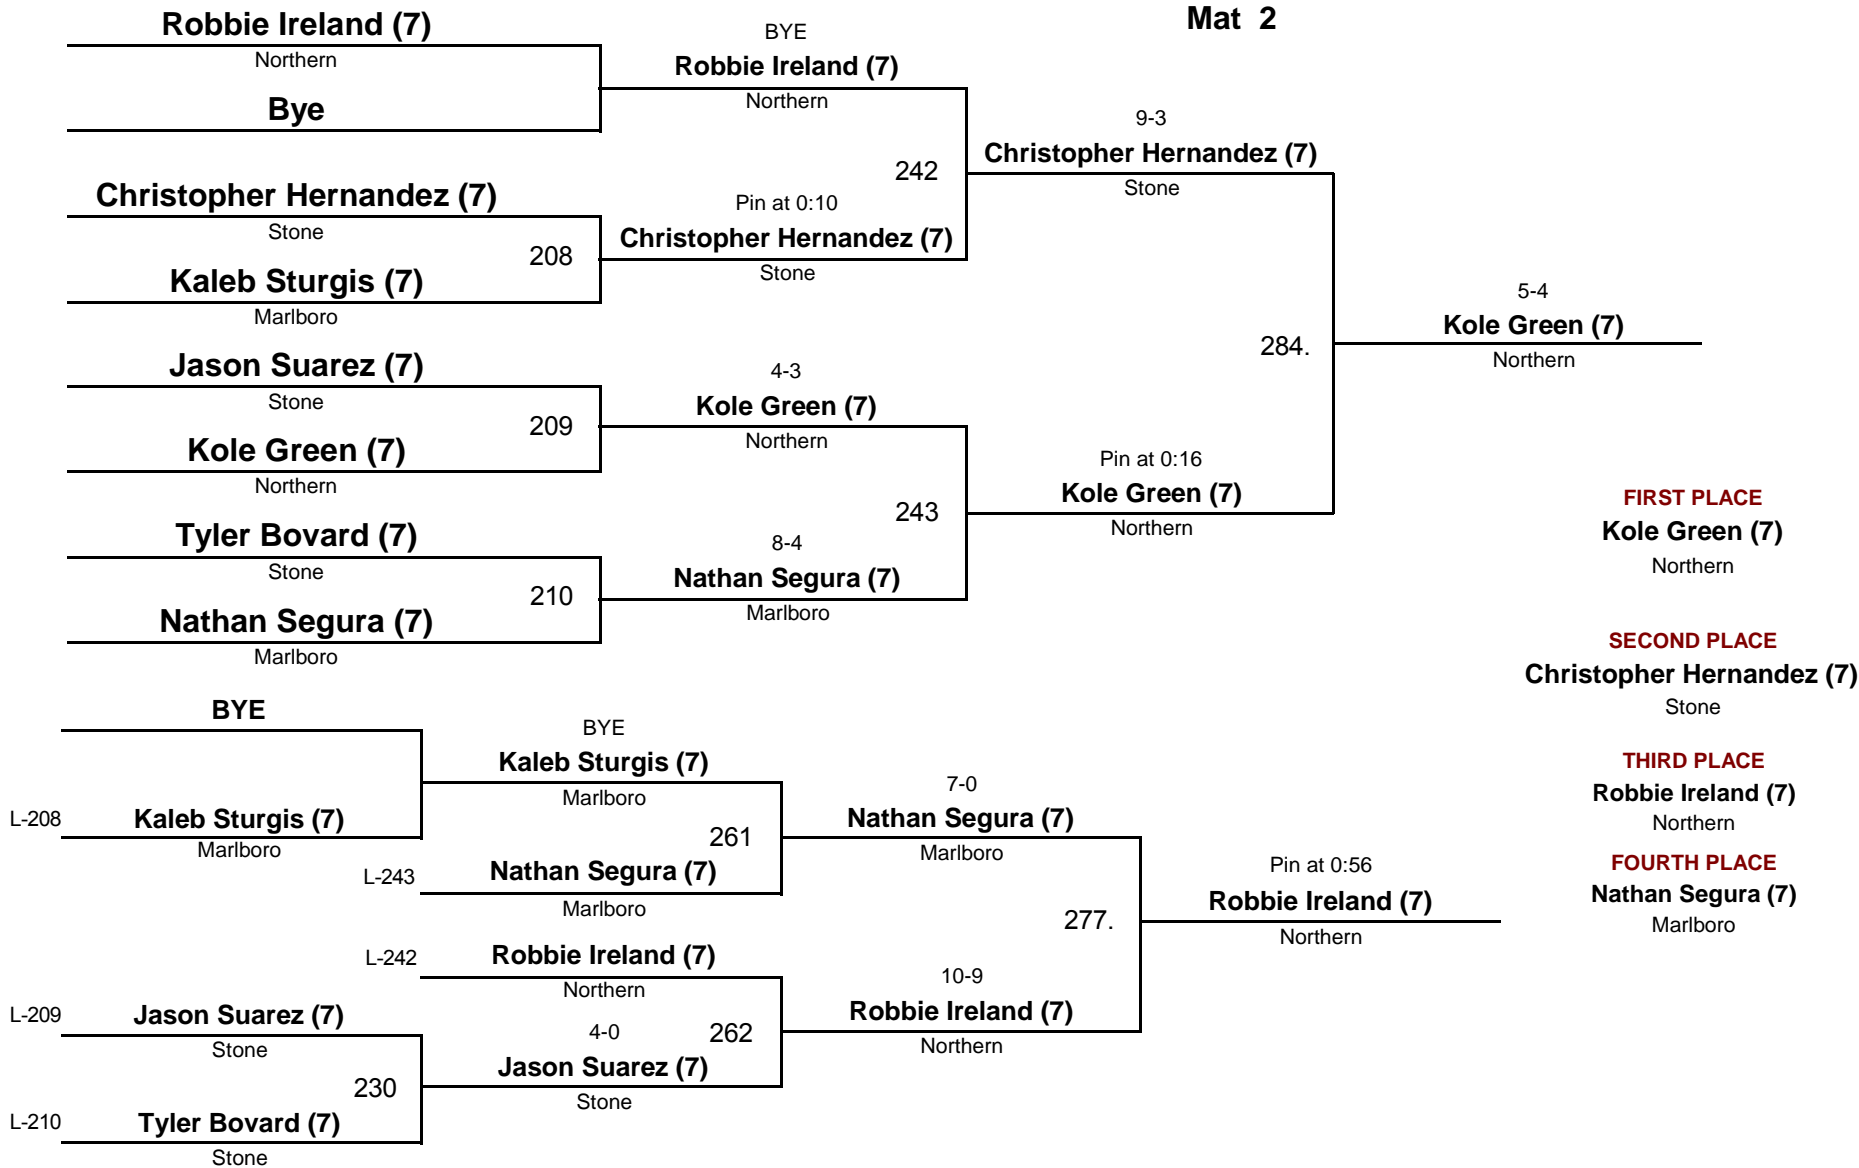 Mat 2
Robbie Ireland (7)
Northern
Bye
Christopher Hernandez (7)
Stone
208
Kaleb Sturgis (7)
Marlboro
Jason Suarez (7)
Stone
209
Kole Green (7)
Northern
Tyler Bovard (7)
Stone
210
Nathan Segura (7)
Marlboro
BYE
Robbie Ireland (7)
Northern
242
Pin at 0:10
Christopher Hernandez (7)
Stone
4-3
Kole Green (7)
Northern
243
8-4
Nathan Segura (7)
Marlboro
9-3
Christopher Hernandez (7)
Stone
284.
Pin at 0:16
Kole Green (7)
Northern
5-4
Kole Green (7)
Northern
BYE
L-208
Kaleb Sturgis (7)
Marlboro
L-209
Jason Suarez (7)
Stone
230
L-210
Tyler Bovard (7)
Stone
BYE
Kaleb Sturgis (7)
Marlboro
261
L-243
Nathan Segura (7)
Marlboro
L-242
Robbie Ireland (7)
Northern
262
4-0
Jason Suarez (7)
Stone
7-0
Nathan Segura (7)
Marlboro
277.
10-9
Robbie Ireland (7)
Northern
Pin at 0:56
Robbie Ireland (7)
Northern
FIRST PLACE
Kole Green (7)
Northern
SECOND PLACE
Christopher Hernandez (7)
Stone
THIRD PLACE
Robbie Ireland (7)
Northern
FOURTH PLACE
Nathan Segura (7)
Marlboro